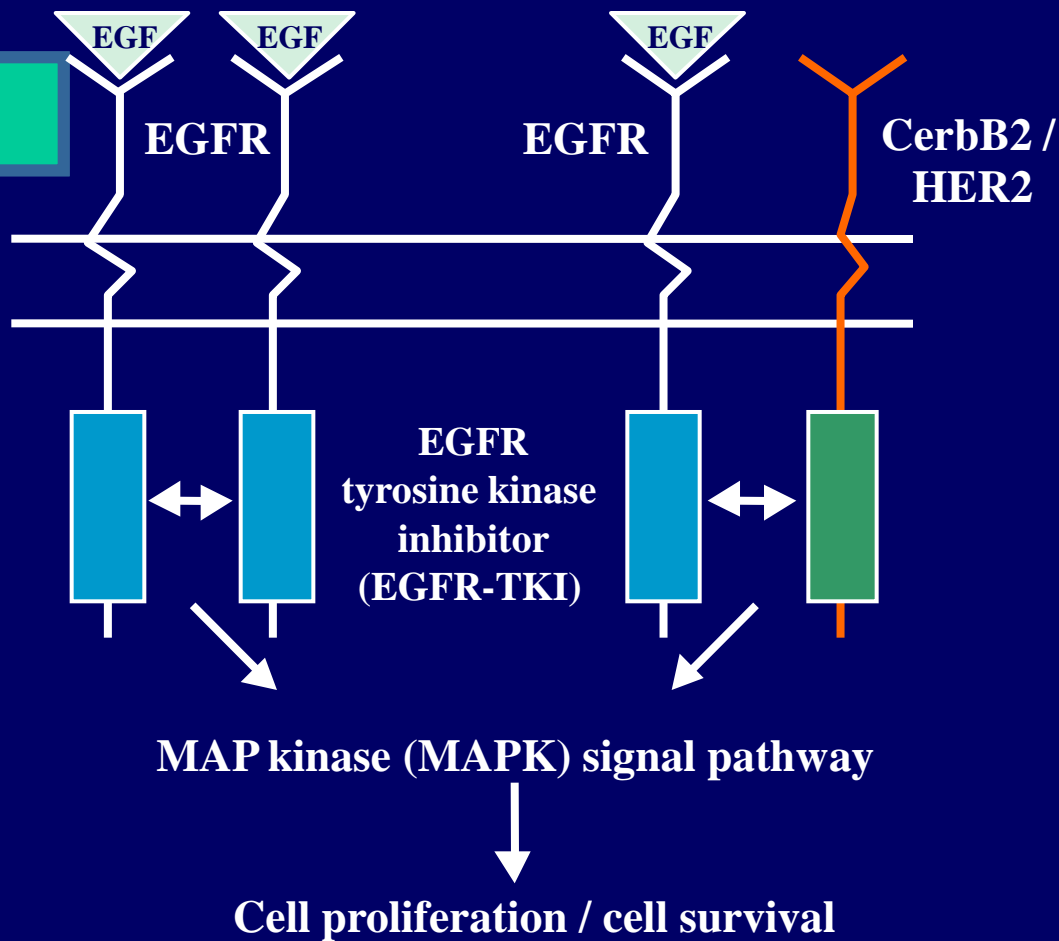 EGF
EGF
EGF
EGFR
EGFR
CerbB2 /
HER2
EGFR
tyrosine kinase
inhibitor
(EGFR-TKI)
MAP kinase (MAPK) signal pathway
Cell proliferation / cell survival